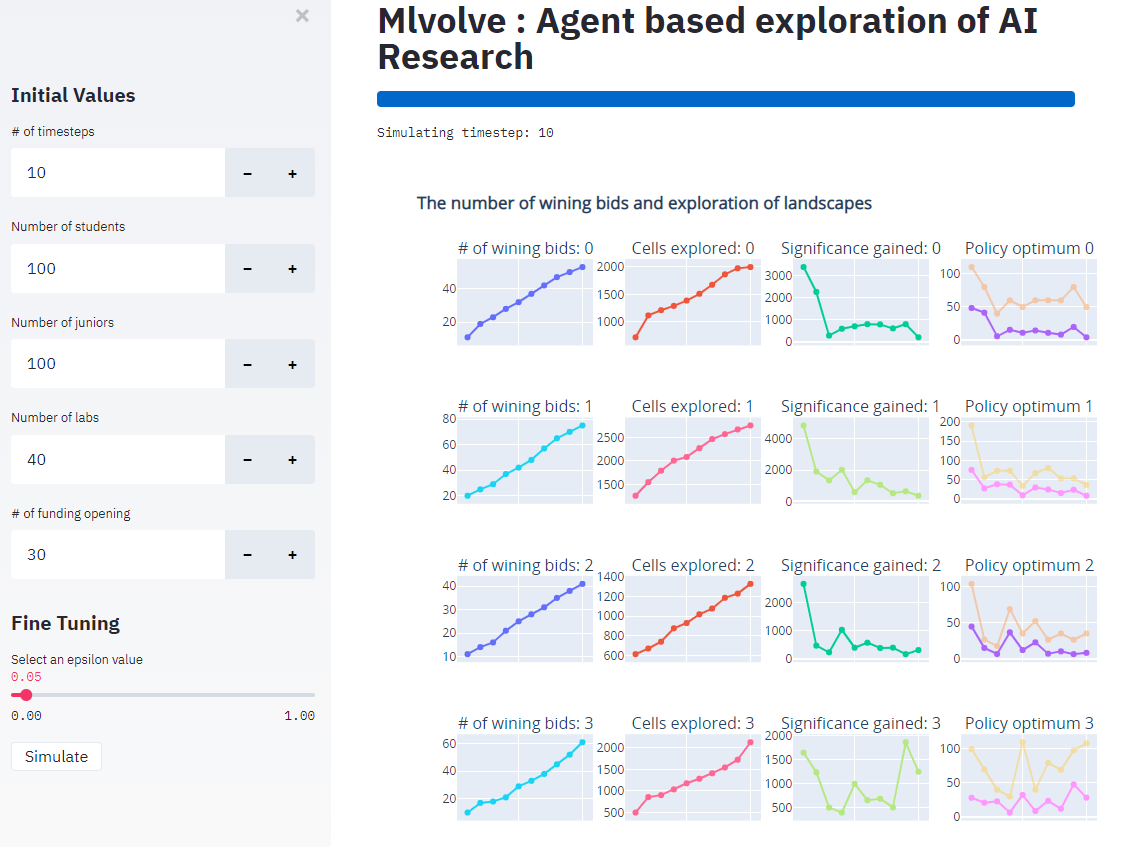 ×
Initial Values
# of timesteps
10
−
+
Number of students
100
−
+
Number of juniors
100
−
+
Number of labs
40
−
+
# of funding opening
30
−
+
Fine Tuning
Select an epsilon value
0.05
0.00 1.00
Simulate
Mlvolve : Agent based exploration of AI
Research
Simulating timestep: 10
The number of wining bids and exploration of landscapes
# of wining bids: 0
40
20
Cells explored: 0
2000
1500
1000
Significance gained: 0
3000
2000
1000
0
Policy optimum 0
100
50
0
# of wining bids: 1
80
60
40
20
Cells explored: 1
2500
2000
1500
Significance gained: 1
4000
2000
0
Policy optimum 1
200
150
100
50
0
# of wining bids: 2
40
30
20
10
Cells explored: 2
1400
1200
1000
800
600
Significance gained: 2
2000
1000
0
Policy optimum 2
100
50
0
# of wining bids: 3
60
40
20
Cells explored: 3
2000
1500
1000
500
Significance gained: 3
2000
1500
1000
500
Policy optimum 3
100
50
0